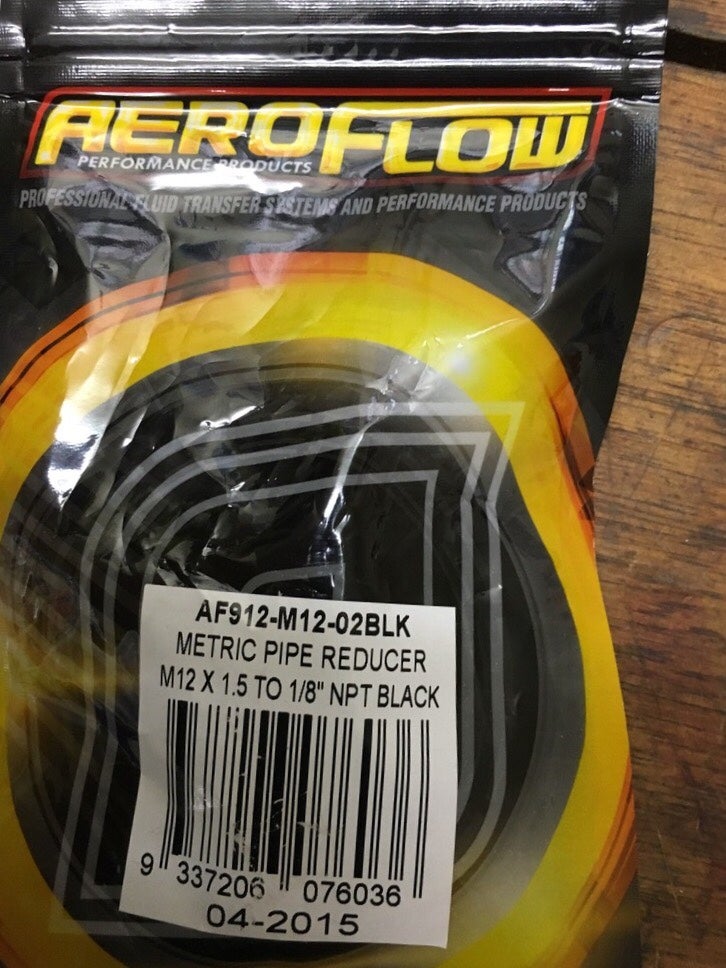 AEROFLOW
PERFORMANCE PRODUCTS
PROFESSIONAL FLUID TRANSFER SYSTEMS AND PERFORMANCE PRODUCTS
AF912-M12-02BLK
METRIC PIPE REDUCER
M12 X 1.5 TO 1/8" NPT BLACK
9 337206 076036
04-2015